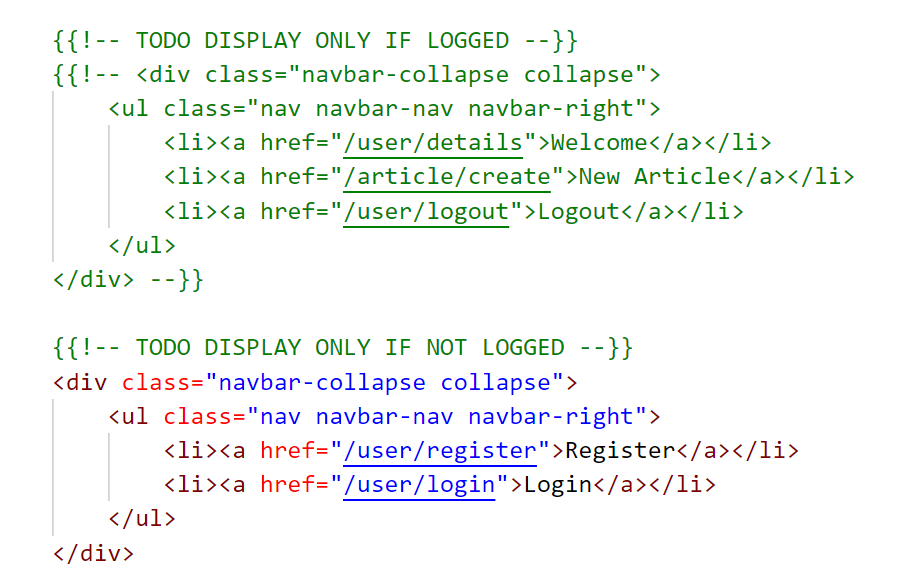 {{!-- TODO DISPLAY ONLY IF LOGGED --}}
{{!-- <div class="navbar-collapse collapse">
    <ul class="nav navbar-nav navbar-right">
        <li><a href="/user/details">Welcome</a></li>
        <li><a href="/article/create">New Article</a></li>
        <li><a href="/user/logout">Logout</a></li>
    </ul>
</div> --}}

{{!-- TODO DISPLAY ONLY IF NOT LOGGED --}}
<div class="navbar-collapse collapse">
    <ul class="nav navbar-nav navbar-right">
        <li><a href="/user/register">Register</a></li>
        <li><a href="/user/login">Login</a></li>
    </ul>
</div>